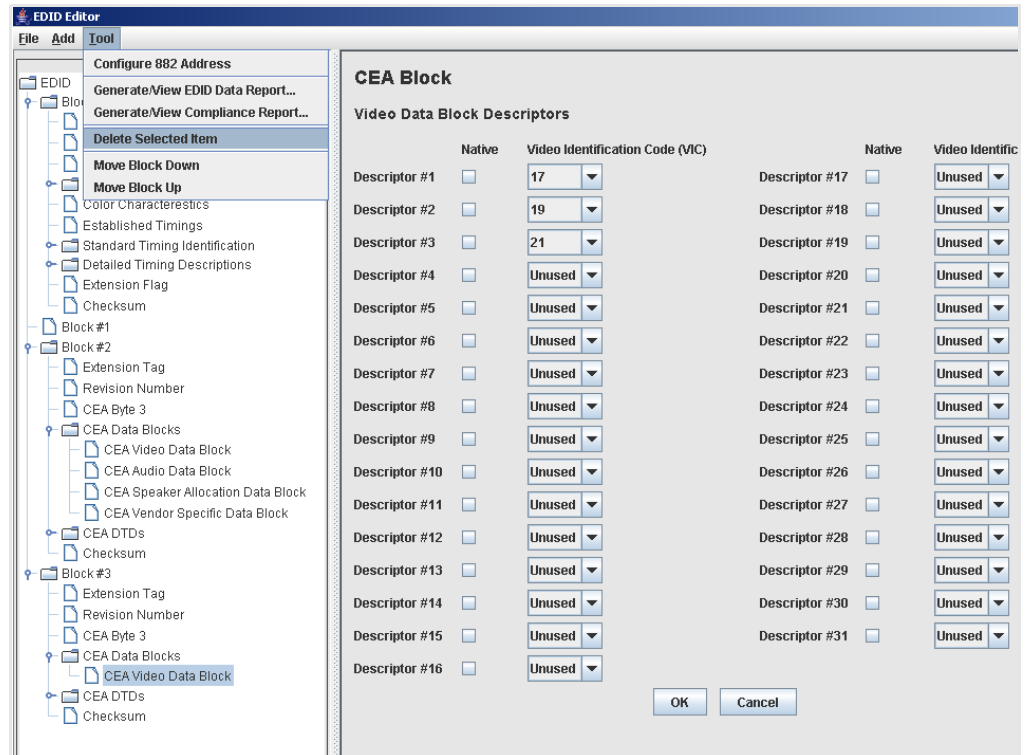 EDID Editor
File Add Tool
Configure 882 Address
Generate/View EDID Data Report...
Generate/View Compliance Report...
Delete Selected Item
Move Block Down
Move Block Up
EDID
Color Characterestics
Established Timings
Standard Timing Identification
Detailed Timing Descriptions
Extension Flag
Checksum
Block #1
Block #2
Extension Tag
Revision Number
CEA Byte 3
CEA Data Blocks
CEA Video Data Block
CEA Audio Data Block
CEA Speaker Allocation Data Block
CEA Vendor Specific Data Block
CEA DTDs
Checksum
Block #3
Extension Tag
Revision Number
CEA Byte 3
CEA Data Blocks
CEA Video Data Block
CEA DTDs
Checksum
CEA Block
Video Data Block Descriptors
Native Video Identification Code (VIC) Native Video Identific
Descriptor #1 17 Descriptor #17 Unused
Descriptor #2 19 Descriptor #18 Unused
Descriptor #3 21 Descriptor #19 Unused
Descriptor #4 Unused Descriptor #20 Unused
Descriptor #5 Unused Descriptor #21 Unused
Descriptor #6 Unused Descriptor #22 Unused
Descriptor #7 Unused Descriptor #23 Unused
Descriptor #8 Unused Descriptor #24 Unused
Descriptor #9 Unused Descriptor #25 Unused
Descriptor #10 Unused Descriptor #26 Unused
Descriptor #11 Unused Descriptor #27 Unused
Descriptor #12 Unused Descriptor #28 Unused
Descriptor #13 Unused Descriptor #29 Unused
Descriptor #14 Unused Descriptor #30 Unused
Descriptor #15 Unused Descriptor #31 Unused
Descriptor #16 Unused
OK Cancel